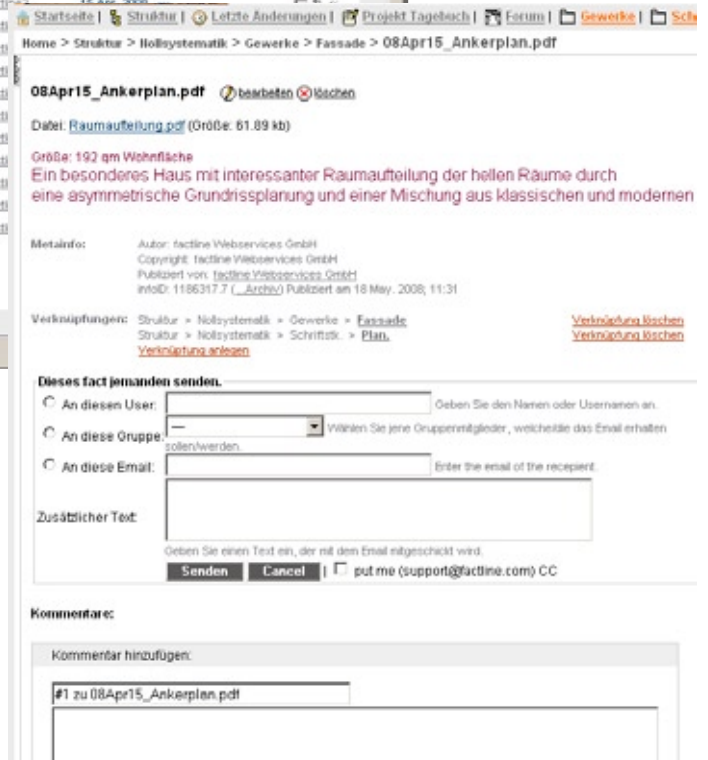 Startseite | Struktur | Letzte Änderungen | Projekt Tagebuch | Forum | Gewerke |
Home > Struktur > Nollsystematik > Gewerke > Fassade > 08Apr15_Ankerplan.pdf
08Apr15_Ankerplan.pdf bearbeiten löschen
Datei: Raumaufteilung.pdf (Größe: 61.89 kb)
Größe: 192 qm Wohnfläche
Ein besonderes Haus mit interessanter Raumaufteilung der hellen Räume durch
eine asymmetrische Grundrissplanung und einer Mischung aus klassischen und modernen
Metainfo: Autor: factline Webservices GmbH
Copyright: factline Webservices GmbH
Publiziert von: factline Webservices GmbH
infoID: 1186317.7 (_Archiv) Publiziert am 18 May. 2008; 11:31
Verknüpfungen: Struktur > Nollsystematik > Gewerke > Fassade Verknüpfung löschen
Struktur > Nollsystematik > Schriftstk. > Plan. Verknüpfung löschen
Verknüpfung anlegen
Dieses fact jemanden senden.
An diesen User: Geben Sie den Namen oder Usernamen an.
An diese Gruppe: --- Wählen Sie jene Gruppenmitglieder, welche/die das Email erhalten
sollen/werden.
An diese Email: Enter the email of the recepient.
Zusätzlicher Text:
Geben Sie einen Text ein, der mit dem Email mitgeschickt wird.
Senden Cancel | put me (support@factline.com) CC
Kommentare:
Kommentar hinzufügen:
#1 zu 08Apr15_Ankerplan.pdf